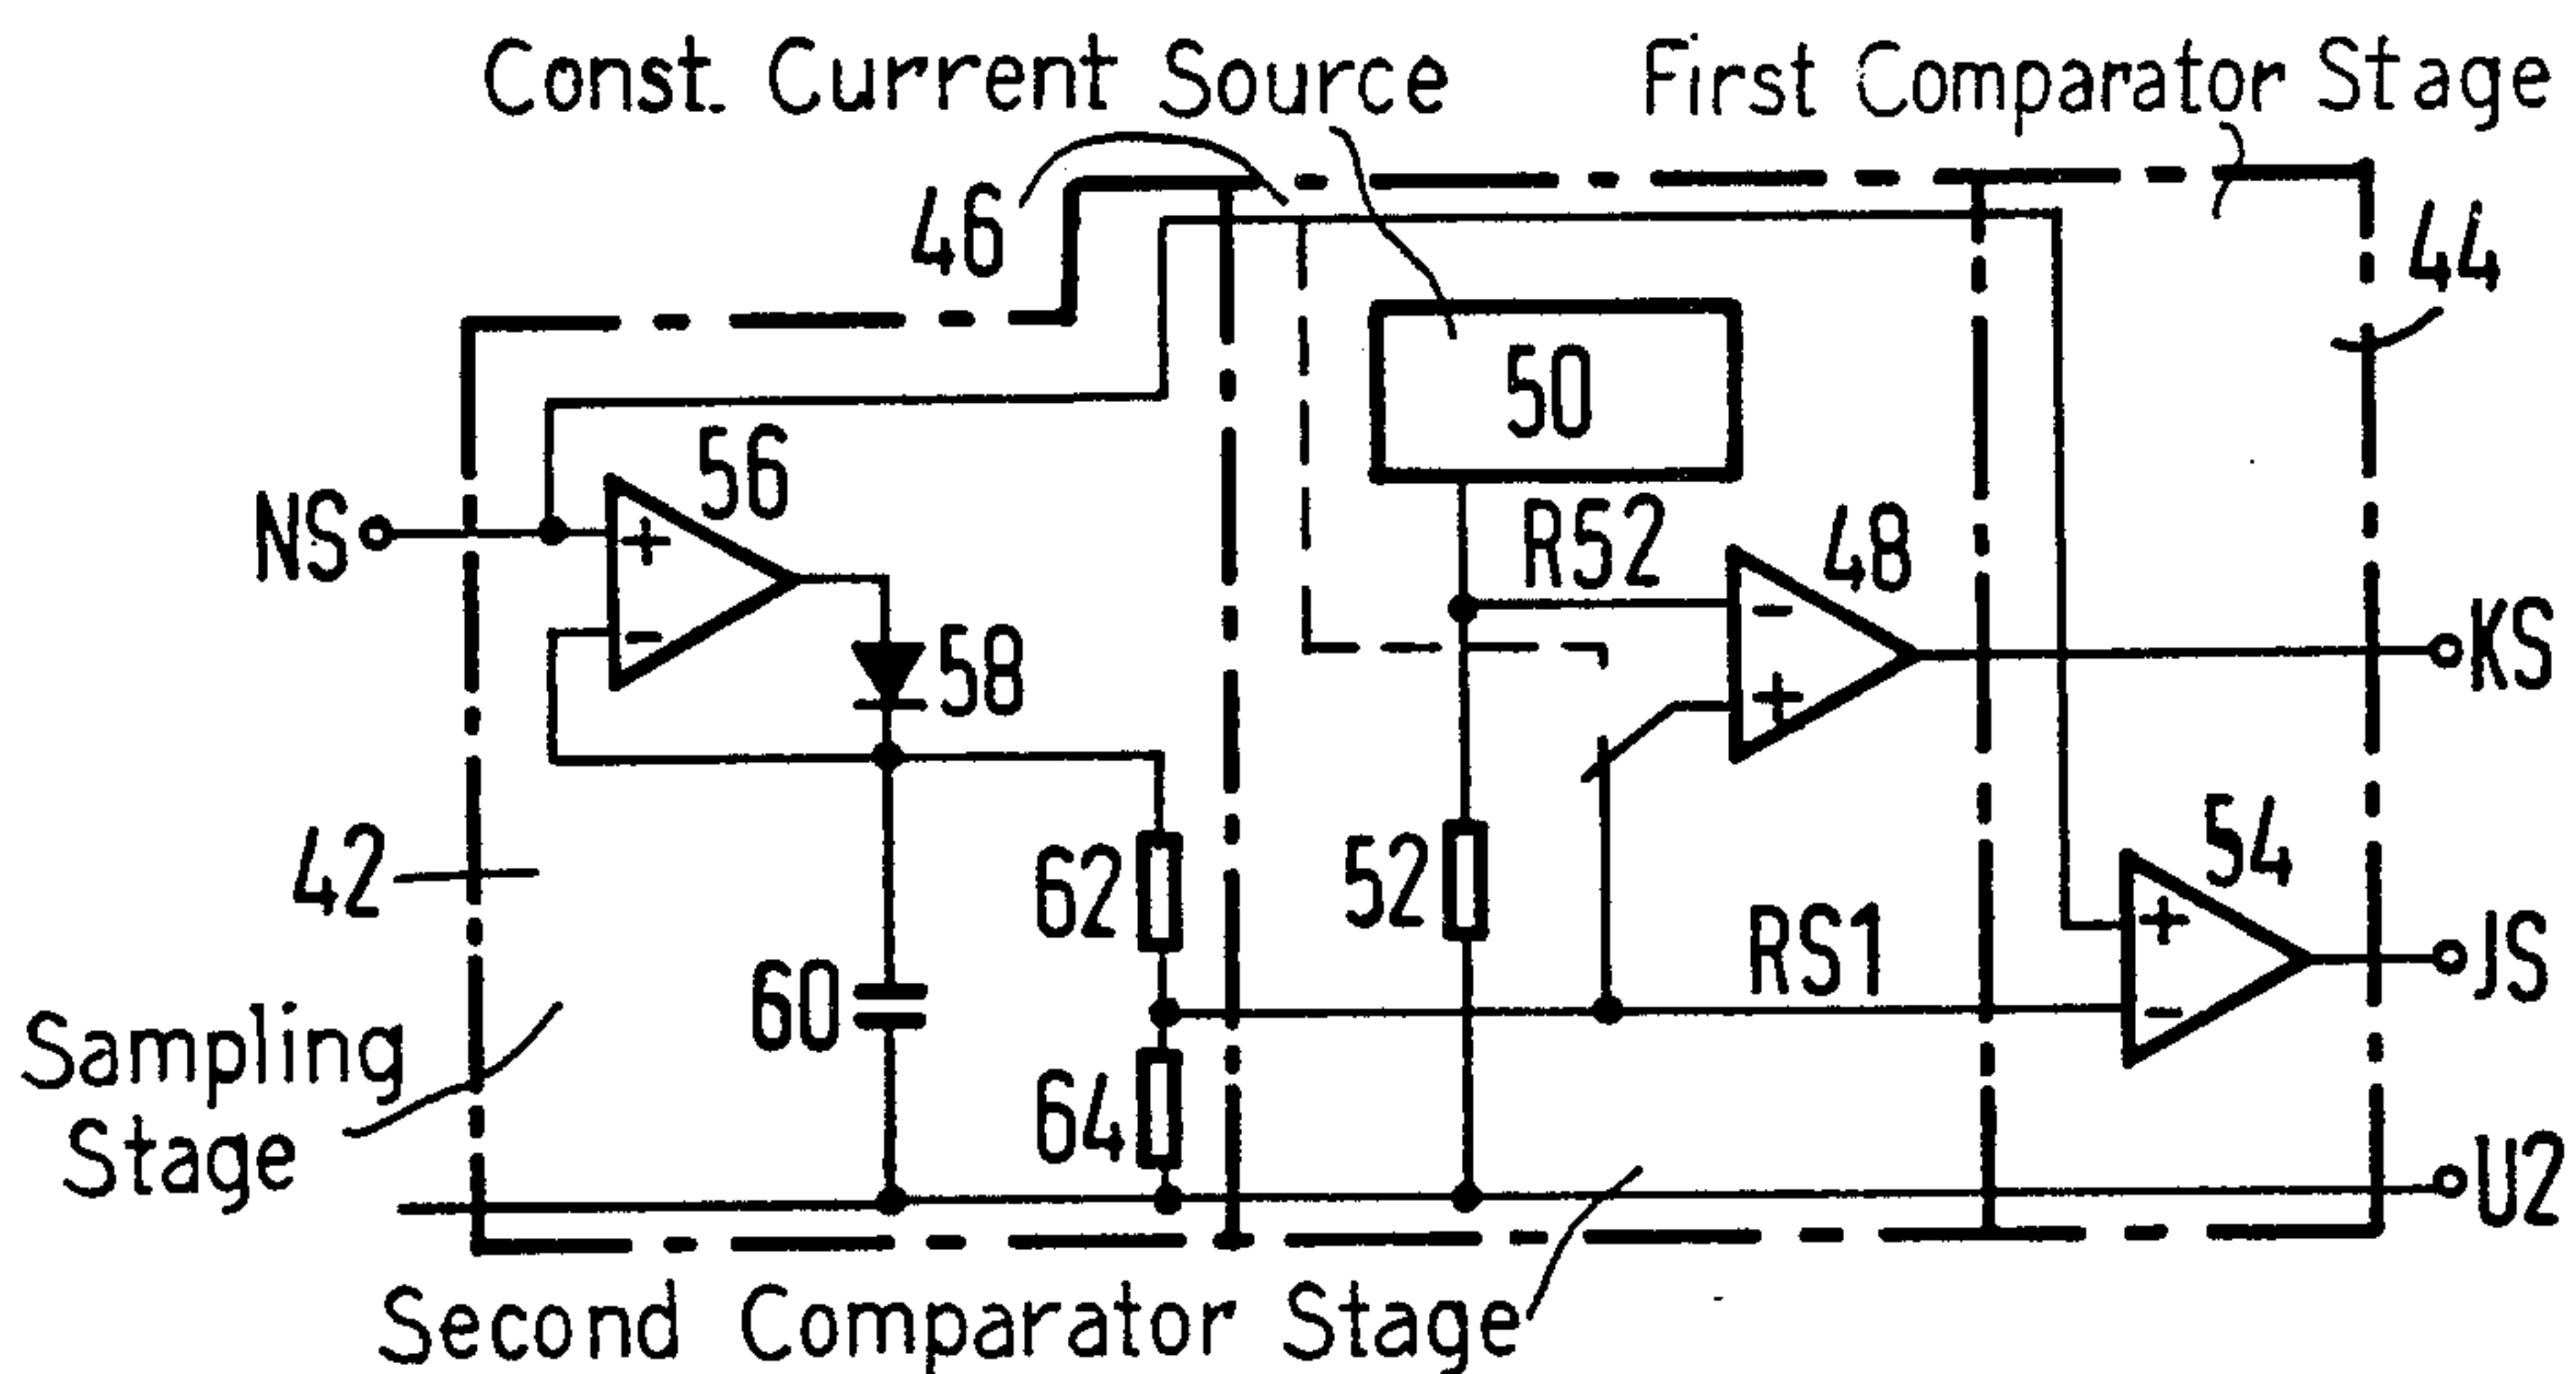 Const. Current Source
First Comparator Stage
46
44
50
56
RS2
48
NS
58
KS
42
62
52
54
RS1
60
JS
Sampling
Stage
64
U2
+
-
-
+
+
-
Second Comparator Stage